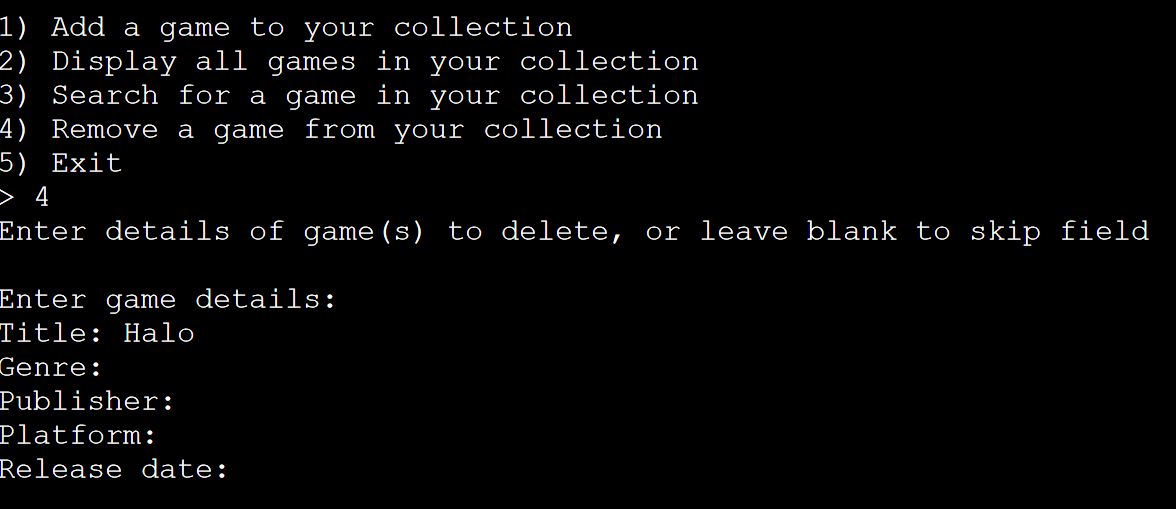 1) Add a game to your collection
2) Display all games in your collection
3) Search for a game in your collection
4) Remove a game from your collection
5) Exit
> 4
Enter details of game(s) to delete, or leave blank to skip field
Enter game details:
Title: Halo
Genre:
Publisher:
Platform:
Release date: